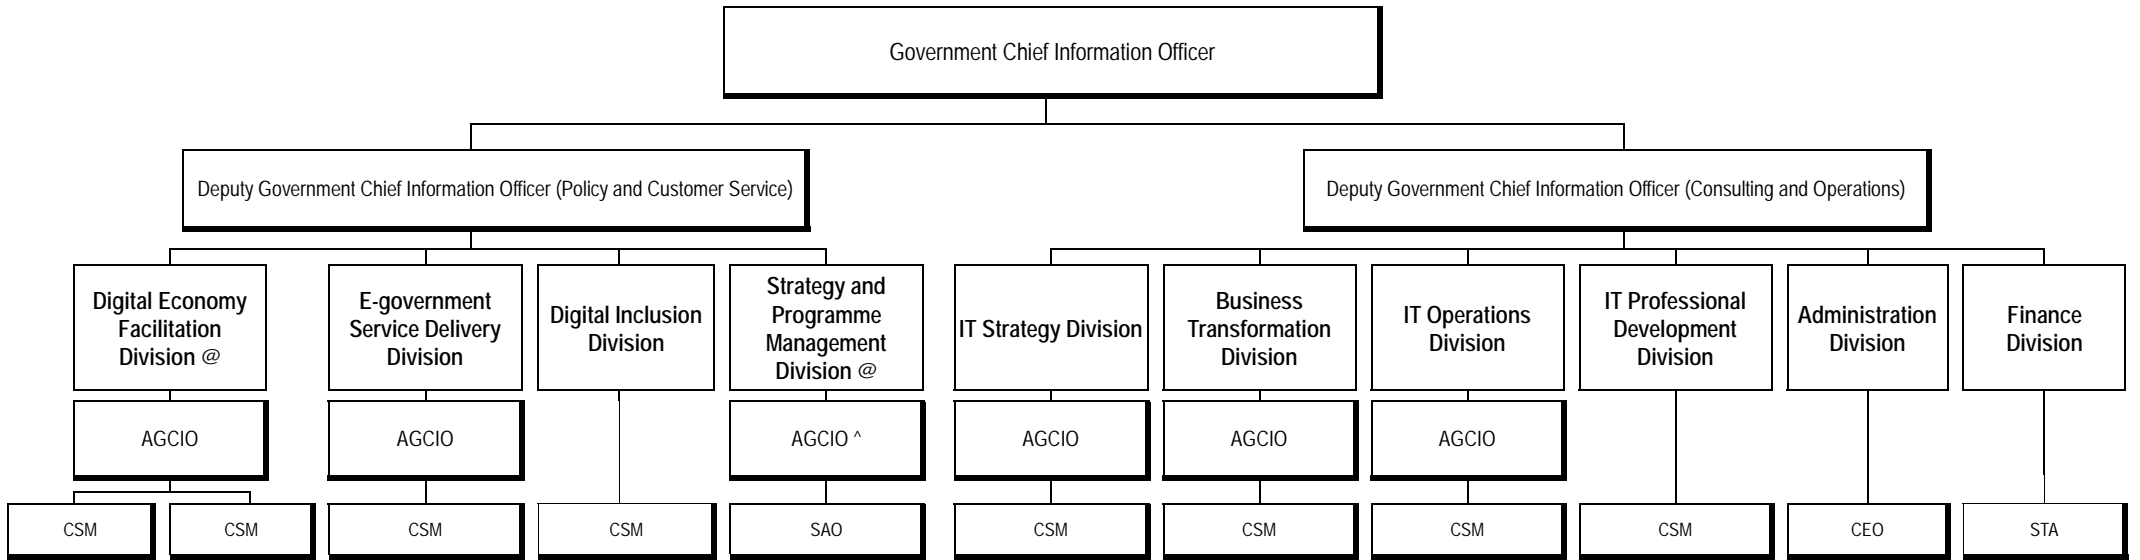 Government Chief Information Officer
Deputy Government Chief Information Officer (Policy and Customer Service)
Deputy Government Chief Information Officer (Consulting and Operations)
Digital Economy
Facilitation
Division @
E-government
Service Delivery
Division
Digital Inclusion
Division
Strategy and
Programme
Management
Division @
IT Strategy Division
Business
Transformation
Division
IT Operations
Division
IT Professional
Development
Division
Administration
Division
Finance
Division
AGCIO
AGCIO
AGCIO ^
AGCIO
AGCIO
AGCIO
CSM
CSM
CSM
CSM
SAO
CSM
CSM
CSM
CSM
CEO
STA